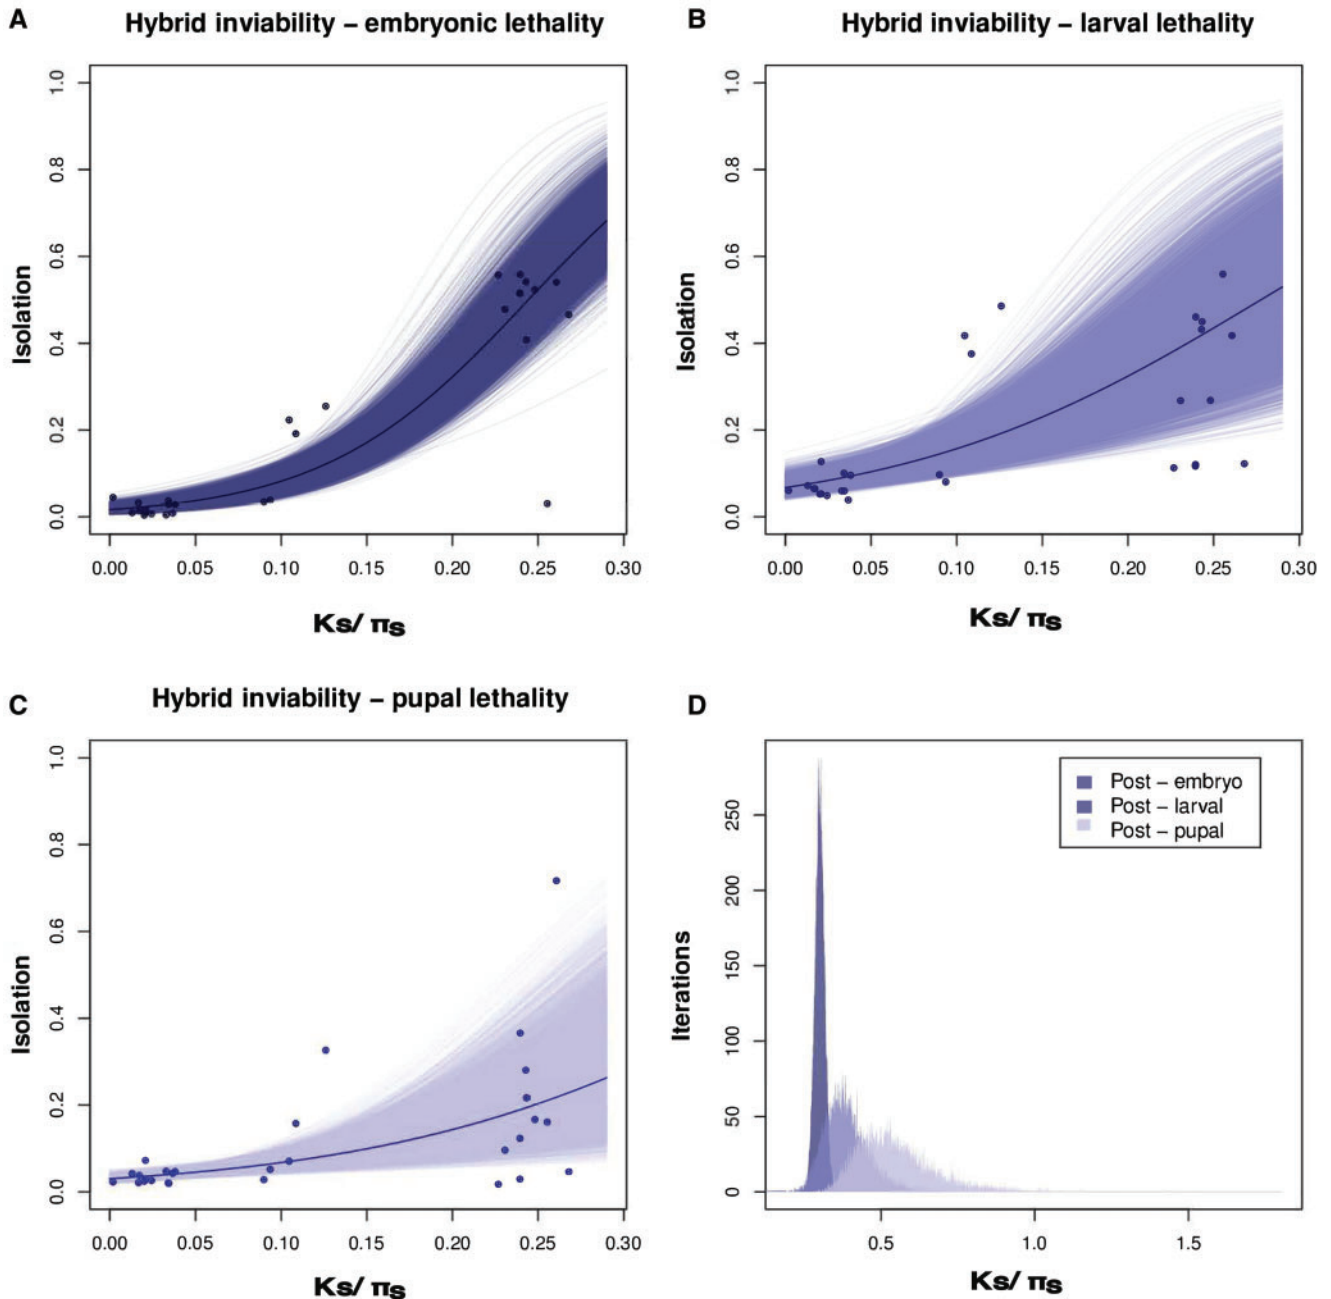 A
Hybrid inviability – embryonic lethality
1.0
0.8
0.6
0.4
0.2
0.0
Isolation
0.00 0.05 0.10 0.15 0.20 0.25 0.30
Ks/ πs
B
Hybrid inviability – larval lethality
1.0
0.8
0.6
0.4
0.2
0.0
Isolation
0.00 0.05 0.10 0.15 0.20 0.25 0.30
Ks/ πs
C
Hybrid inviability – pupal lethality
1.0
0.8
0.6
0.4
0.2
0.0
Isolation
0.00 0.05 0.10 0.15 0.20 0.25 0.30
Ks/ πs
D
250
200
150
100
50
0
Iterations
Post – embryo
Post – larval
Post – pupal
0.5 1.0 1.5
Ks/ πs